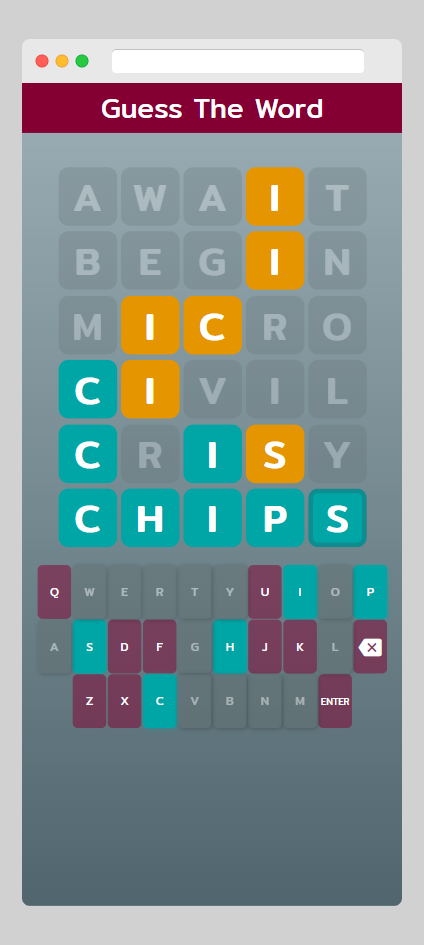 Guess The Word
A W A I T
B E G I N
M I C R O
C I V I L
C R I S Y
C H I P S
Q W E R T Y U I O P
A S D F G H J K L
Z X C V B N M ENTER